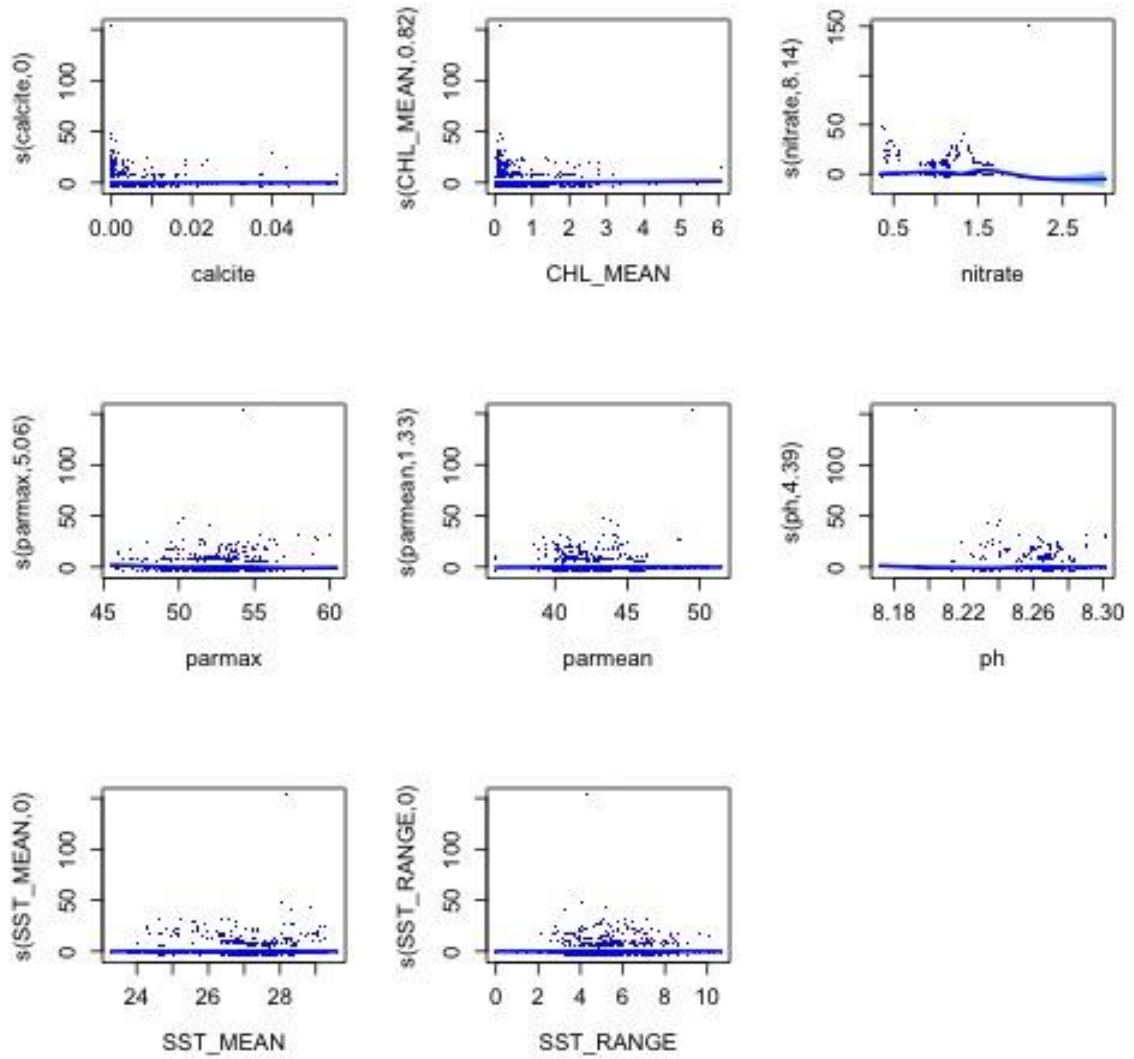 s(calcite,0)
0 50 100
0.00 0.02 0.04
calcite
s(CHL_MEAN,0.82)
0 50 100
0 1 2 3 4 5 6
CHL_MEAN
s(nitrate,8.14)
0 50 150
0.5 1.5 2.5
nitrate
s(parmax,5.06)
0 50 100
45 50 55 60
parmax
s(parmean,1.33)
0 50 100
40 45 50
parmean
s(ph,4.39)
0 50 100
8.18 8.22 8.26 8.30
ph
s(SST_MEAN,0)
0 50 100
24 26 28
SST_MEAN
s(SST_RANGE,0)
0 50 100
0 2 4 6 8 10
SST_RANGE